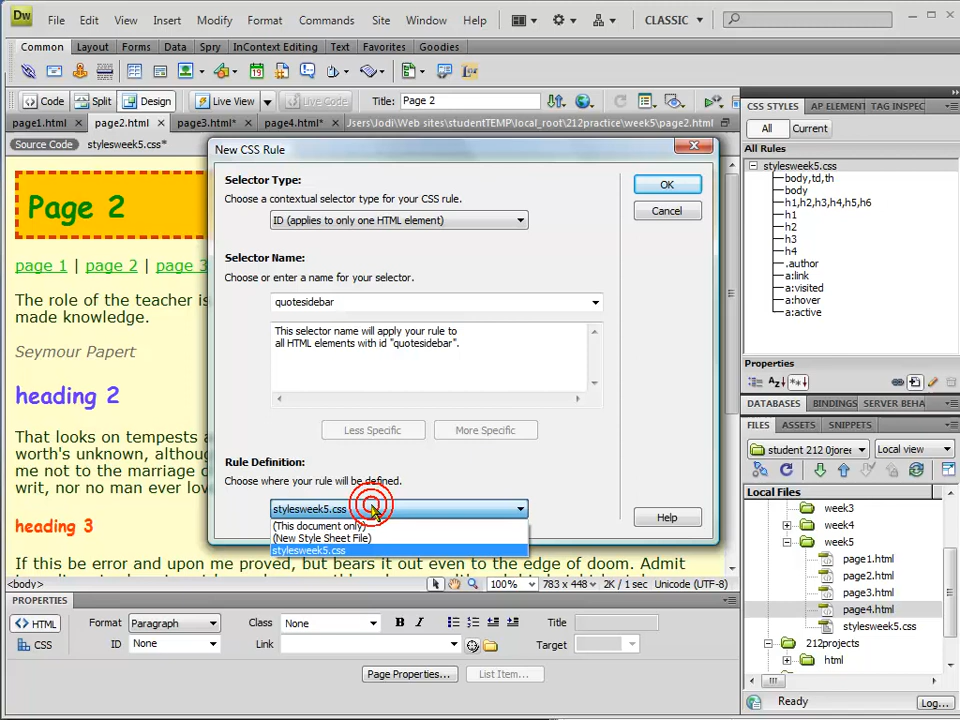 Dw File Edit View Insert Modify Format Commands Site Window Help CLASSIC
Common Layout Forms Data Spry InContext Editing Text Favorites Goodies
Code Split Design Live View Live Code Title: Page 2
page1.html page2.html page3.html* page4.html* Jsers\Jodi\Web sites\studentTEMP\local_root\212practice\week5\page2.html
Source Code stylesweek5.css*
Page 2
page 1 | page 2 | page 3
The role of the teacher is
made knowledge.
Seymour Papert
heading 2
That looks on tempests a
worth's unknown, althoug
me not to the marriage o
writ, nor no man ever lov
heading 3
If this be error and upon me proved, but bears it out even to the edge of doom. Admit
New CSS Rule
Selector Type:
Choose a contextual selector type for your CSS rule.
ID (applies to only one HTML element)
Selector Name:
Choose or enter a name for your selector.
quotesidebar
This selector name will apply your rule to
all HTML elements with id "quotesidebar".
Less Specific More Specific
Rule Definition:
Choose where your rule will be defined.
stylesweek5.css
(This document only)
(New Style Sheet File)
stylesweek5.css
OK
Cancel
Help
<body> 100% 783 x 448 2K / 1 sec Unicode (UTF-8)
PROPERTIES
HTML Format Paragraph Class None B I Title
CSS ID None Link Target
Page Properties... List Item...
CSS STYLES AP ELEMENT TAG INSPEC
All Current
All Rules
stylesweek5.css
body,td,th
body
h1,h2,h3,h4,h5,h6
h1
h2
h3
h4
.author
a:link
a:visited
a:hover
a:active
Properties
DATABASES BINDINGS SERVER BEHA
FILES ASSETS SNIPPETS
student 212 0joree Local view
Local Files
week3
week4
week5
page1.html
page2.html
page3.html
page4.html
stylesweek5.css
212projects
html
Ready Log...